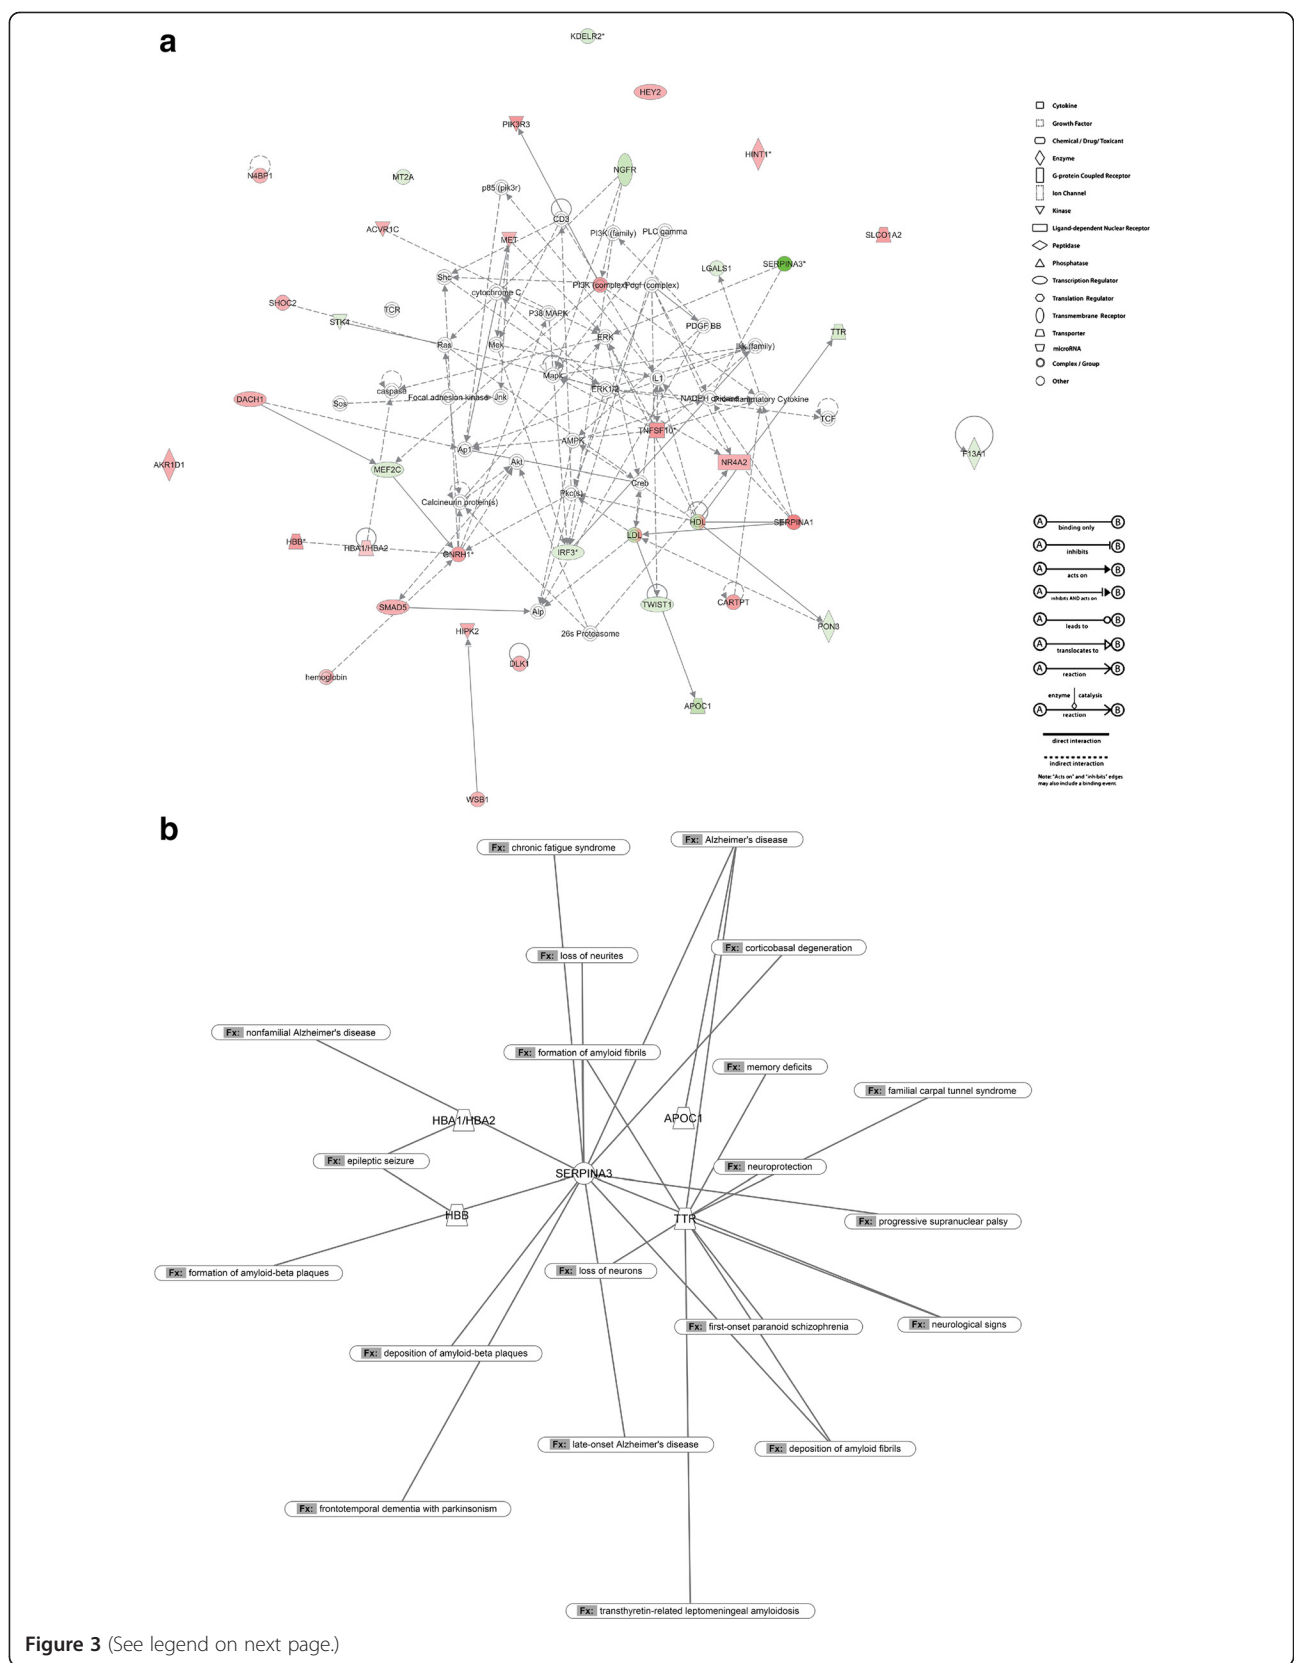 a
KDELR2*
HEY2
PIK3R3
HINT1*
N4BP1
MT2A
NGFR
p85 (pik3r)
ACVR1C
CD3
PI3K (family)
PLC gamma
SLCO1A2
MET
LGALS1
SERPINA3*
Shc
cytochrome C
PI3K (complex)
Pdgf (complex)
SHOC2
TCR
P38 MAPK
STK4
PDGF BB
TTR
Ras
Mek
ERK
Mapk
IL1
caspase
ERK1/2
DACH1
Sos
Focal adhesion kinase
Jnk
TCF
TNFSF10*
F13A1
AKR1D1
MEF2C
Ap1
AMPK
Akt
NR4A2
Creb
Pkc(s)
Calcineurin protein(s)
HBB*
HBA1/HBA2
GNRH1*
IRF3*
LDL
HDL
SERPINA1
SMAD5
Alp
TWIST1
CARTPT
PON3
HIPK2
26s Proteasome
DLK1
hemoglobin
APOC1
WSB1
Cytokine
Growth Factor
Chemical / Drug/ Toxicant
Enzyme
G-protein Coupled Receptor
Ion Channel
Kinase
Ligand-dependent Nuclear Receptor
Peptidase
Phosphatase
Transcription Regulator
Translation Regulator
Transmembrane Receptor
Transporter
microRNA
Complex / Group
Other
A B
binding only
A B
inhibits
A B
acts on
A B
inhibits AND acts on
A B
leads to
A B
translocates to
A B
reaction
enzyme catalysis
A B
reaction
direct interaction
indirect interaction
Note: "Acts on" and "inhibits" edges
may also include a binding event.
b
Fx: chronic fatigue syndrome
Fx: Alzheimer's disease
Fx: loss of neurites
Fx: corticobasal degeneration
Fx: nonfamilial Alzheimer's disease
Fx: formation of amyloid fibrils
Fx: memory deficits
Fx: familial carpal tunnel syndrome
HBA1/HBA2
APOC1
Fx: epileptic seizure
SERPINA3
Fx: neuroprotection
HBB
TTR
Fx: progressive supranuclear palsy
Fx: formation of amyloid-beta plaques
Fx: loss of neurons
Fx: first-onset paranoid schizophrenia
Fx: neurological signs
Fx: deposition of amyloid-beta plaques
Fx: late-onset Alzheimer's disease
Fx: deposition of amyloid fibrils
Fx: frontotemporal dementia with parkinsonism
Fx: transthyretin-related leptomeningeal amyloidosis
Figure 3 (See legend on next page.)